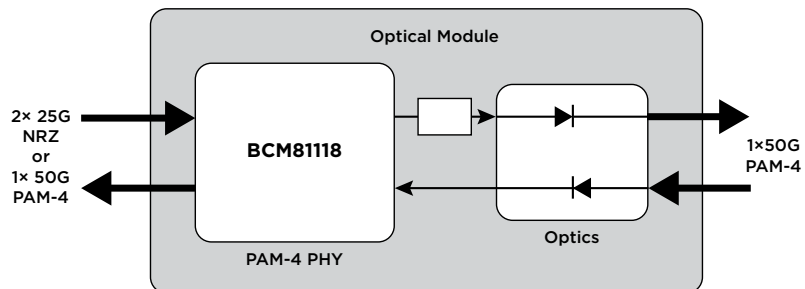 Optical Module
2× 25G
NRZ
or
1× 50G
PAM-4
BCM81118
1×50G
PAM-4
Optics
PAM-4 PHY